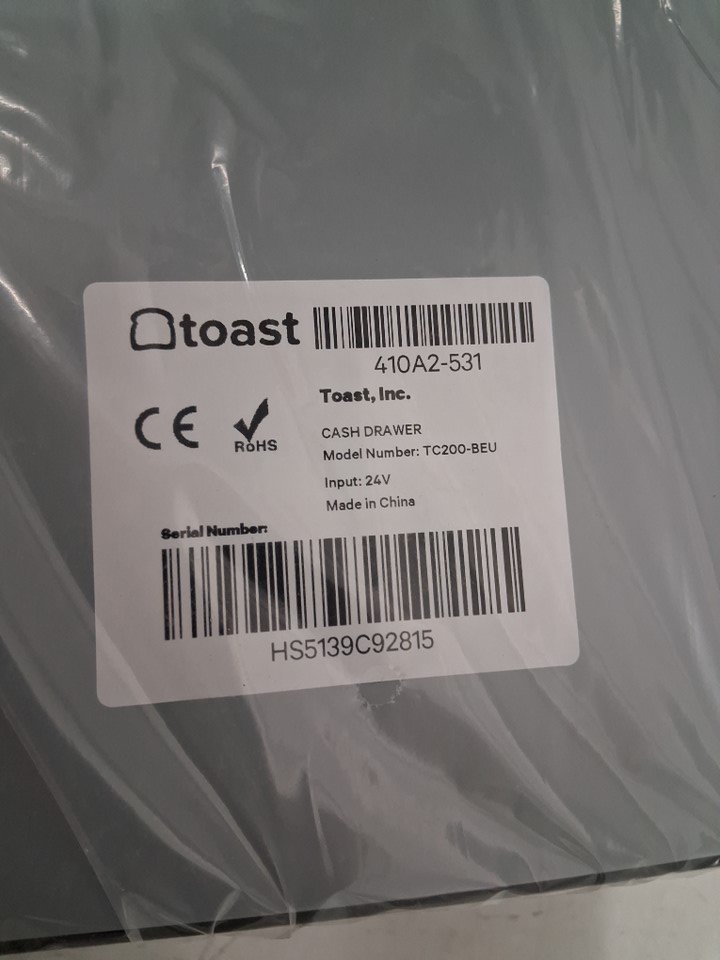 toast
410A2-531
Toast, Inc.
CE
RoHS
CASH DRAWER
Model Number: TC200-BEU
Input: 24V
Made in China
Serial Number:
HS5139C92815